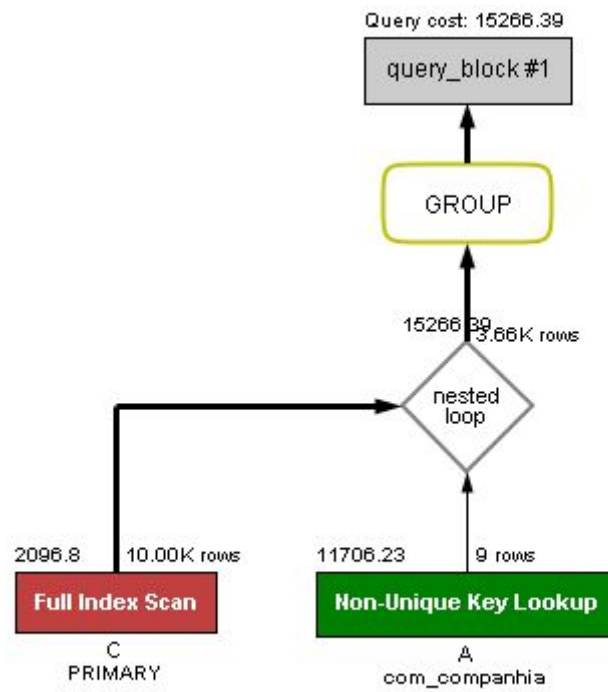 Query cost: 15266.39
query_block #1
GROUP
15266.39
3.66K rows
nested
loop
2096.8
10.00K rows
11706.23
9 rows
Full Index Scan
Non-Unique Key Lookup
C
PRIMARY
A
com_companhia